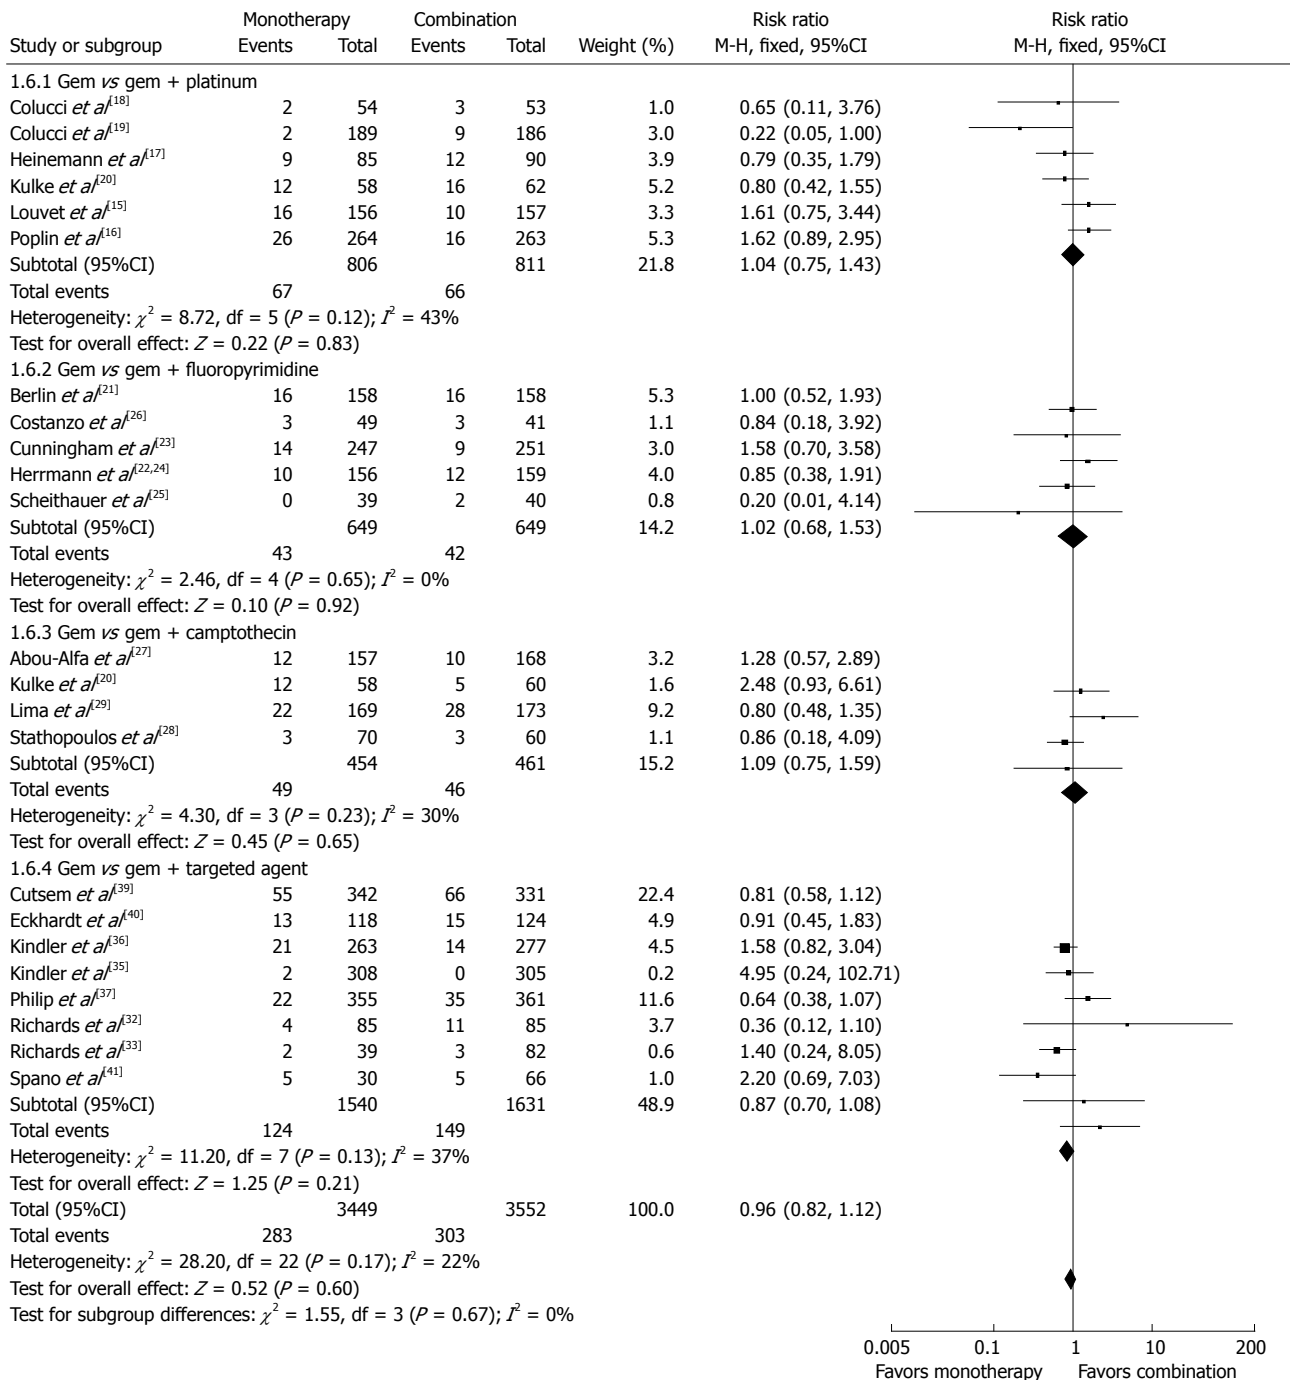 Monotherapy Combination Risk ratio Risk ratio
Study or subgroup Events Total Events Total Weight (%) M-H, fixed, 95%CI M-H, fixed, 95%CI
1.6.1 Gem vs gem + platinum
Colucci et al[18] 2 54 3 53 1.0 0.65 (0.11, 3.76)
Colucci et al[19] 2 189 9 186 3.0 0.22 (0.05, 1.00)
Heinemann et al[17] 9 85 12 90 3.9 0.79 (0.35, 1.79)
Kulke et al[20] 12 58 16 62 5.2 0.80 (0.42, 1.55)
Louvet et al[15] 16 156 10 157 3.3 1.61 (0.75, 3.44)
Poplin et al[16] 26 264 16 263 5.3 1.62 (0.89, 2.95)
Subtotal (95%CI) 806 811 21.8 1.04 (0.75, 1.43)
Total events 67 66
Heterogeneity: χ² = 8.72, df = 5 (P = 0.12); I² = 43%
Test for overall effect: Z = 0.22 (P = 0.83)
1.6.2 Gem vs gem + fluoropyrimidine
Berlin et al[21] 16 158 16 158 5.3 1.00 (0.52, 1.93)
Costanzo et al[26] 3 49 3 41 1.1 0.84 (0.18, 3.92)
Cunningham et al[23] 14 247 9 251 3.0 1.58 (0.70, 3.58)
Herrmann et al[22,24] 10 156 12 159 4.0 0.85 (0.38, 1.91)
Scheithauer et al[25] 0 39 2 40 0.8 0.20 (0.01, 4.14)
Subtotal (95%CI) 649 649 14.2 1.02 (0.68, 1.53)
Total events 43 42
Heterogeneity: χ² = 2.46, df = 4 (P = 0.65); I² = 0%
Test for overall effect: Z = 0.10 (P = 0.92)
1.6.3 Gem vs gem + camptothecin
Abou-Alfa et al[27] 12 157 10 168 3.2 1.28 (0.57, 2.89)
Kulke et al[20] 12 58 5 60 1.6 2.48 (0.93, 6.61)
Lima et al[29] 22 169 28 173 9.2 0.80 (0.48, 1.35)
Stathopoulos et al[28] 3 70 3 60 1.1 0.86 (0.18, 4.09)
Subtotal (95%CI) 454 461 15.2 1.09 (0.75, 1.59)
Total events 49 46
Heterogeneity: χ² = 4.30, df = 3 (P = 0.23); I² = 30%
Test for overall effect: Z = 0.45 (P = 0.65)
1.6.4 Gem vs gem + targeted agent
Cutsem et al[39] 55 342 66 331 22.4 0.81 (0.58, 1.12)
Eckhardt et al[40] 13 118 15 124 4.9 0.91 (0.45, 1.83)
Kindler et al[36] 21 263 14 277 4.5 1.58 (0.82, 3.04)
Kindler et al[35] 2 308 0 305 0.2 4.95 (0.24, 102.71)
Philip et al[37] 22 355 35 361 11.6 0.64 (0.38, 1.07)
Richards et al[32] 4 85 11 85 3.7 0.36 (0.12, 1.10)
Richards et al[33] 2 39 3 82 0.6 1.40 (0.24, 8.05)
Spano et al[41] 5 30 5 66 1.0 2.20 (0.69, 7.03)
Subtotal (95%CI) 1540 1631 48.9 0.87 (0.70, 1.08)
Total events 124 149
Heterogeneity: χ² = 11.20, df = 7 (P = 0.13); I² = 37%
Test for overall effect: Z = 1.25 (P = 0.21)
Total (95%CI) 3449 3552 100.0 0.96 (0.82, 1.12)
Total events 283 303
Heterogeneity: χ² = 28.20, df = 22 (P = 0.17); I² = 22%
Test for overall effect: Z = 0.52 (P = 0.60)
Test for subgroup differences: χ² = 1.55, df = 3 (P = 0.67); I² = 0%
0.005 0.1 1 10 200
Favors monotherapy Favors combination